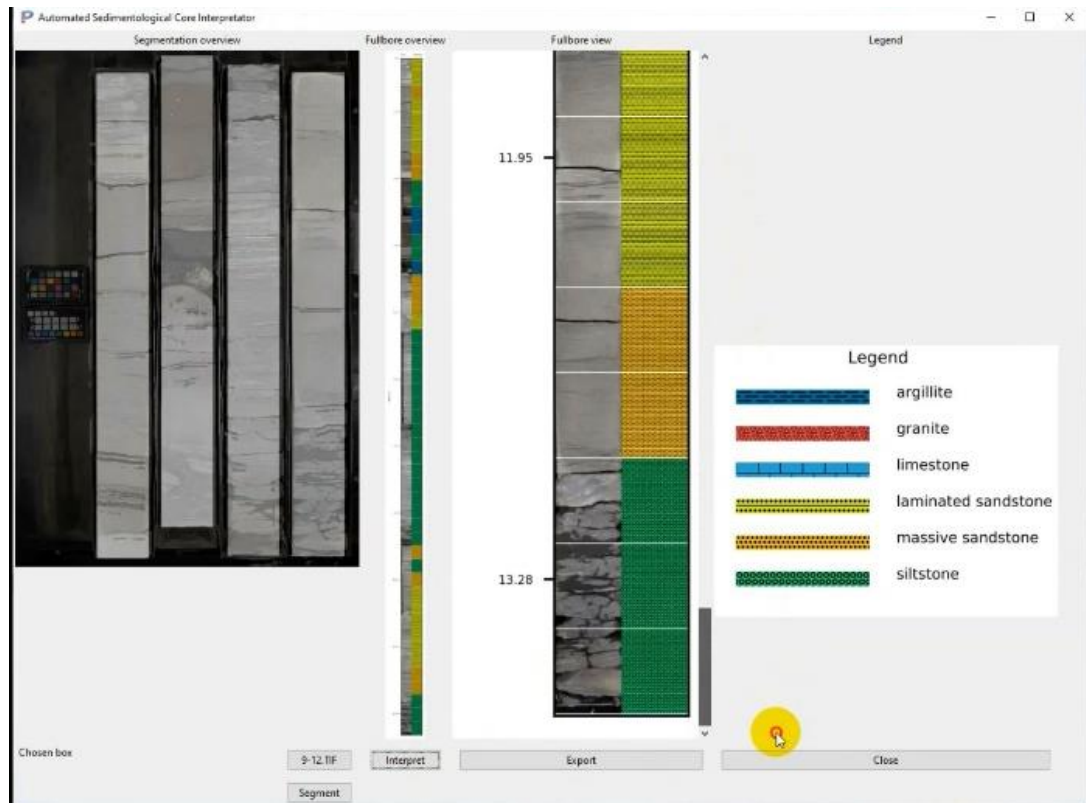 Automated Sedimentological Core Interpretator
Segmentation overview
Fullbore overview
Fullbore view
Legend
11.95
13.28
Legend
argillite
granite
limestone
laminated sandstone
massive sandstone
siltstone
Chosen box
9-12.TIF
Interpret
Export
Close
Segment